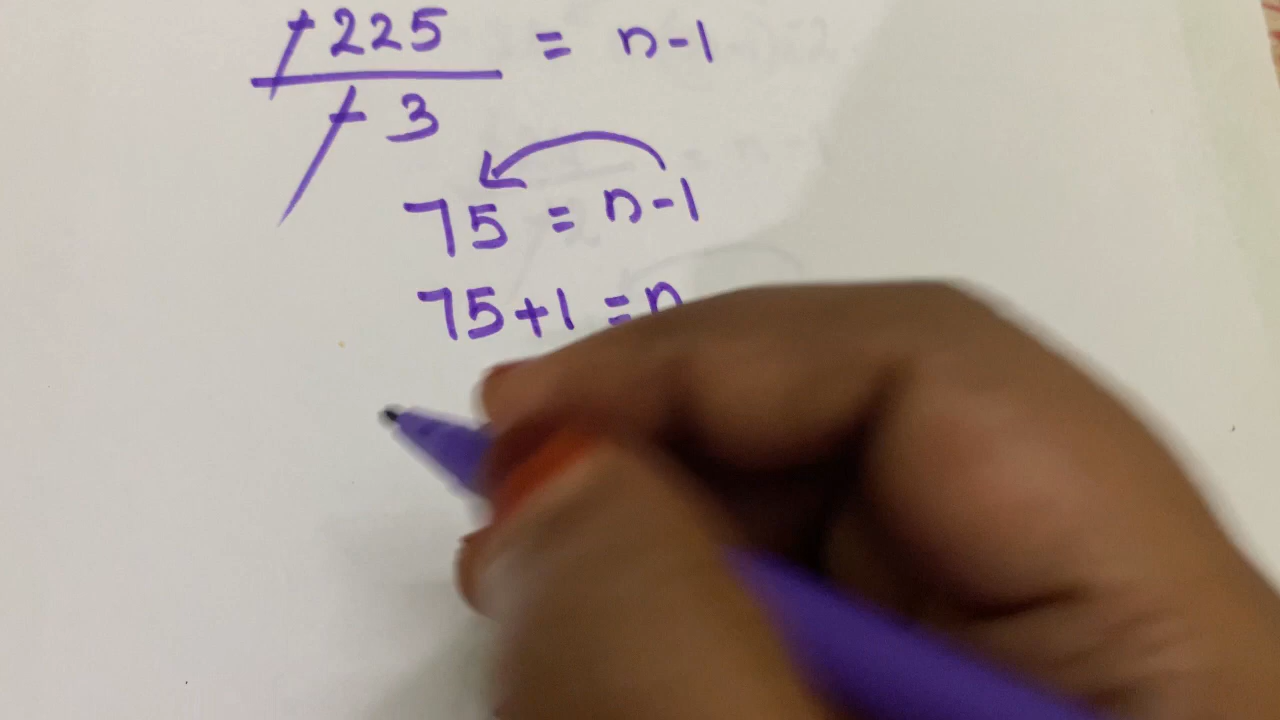 -225 = n-1
-3
75 = n-1
75+1 = n